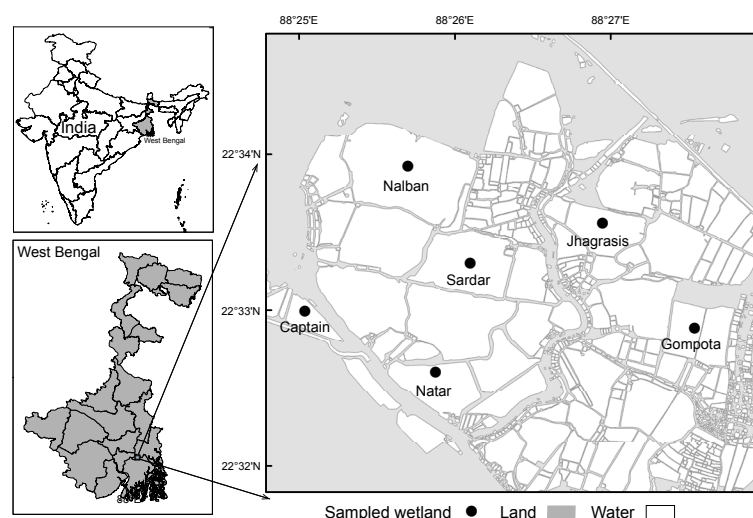 88°25'E 88°26'E 88°27'E
India
West Bengal
22°34'N
Nalban
Jhagrasis
West Bengal
Sardar
22°33'N
Captain
Gompota
Natar
22°32'N
Sampled wetland Land Water